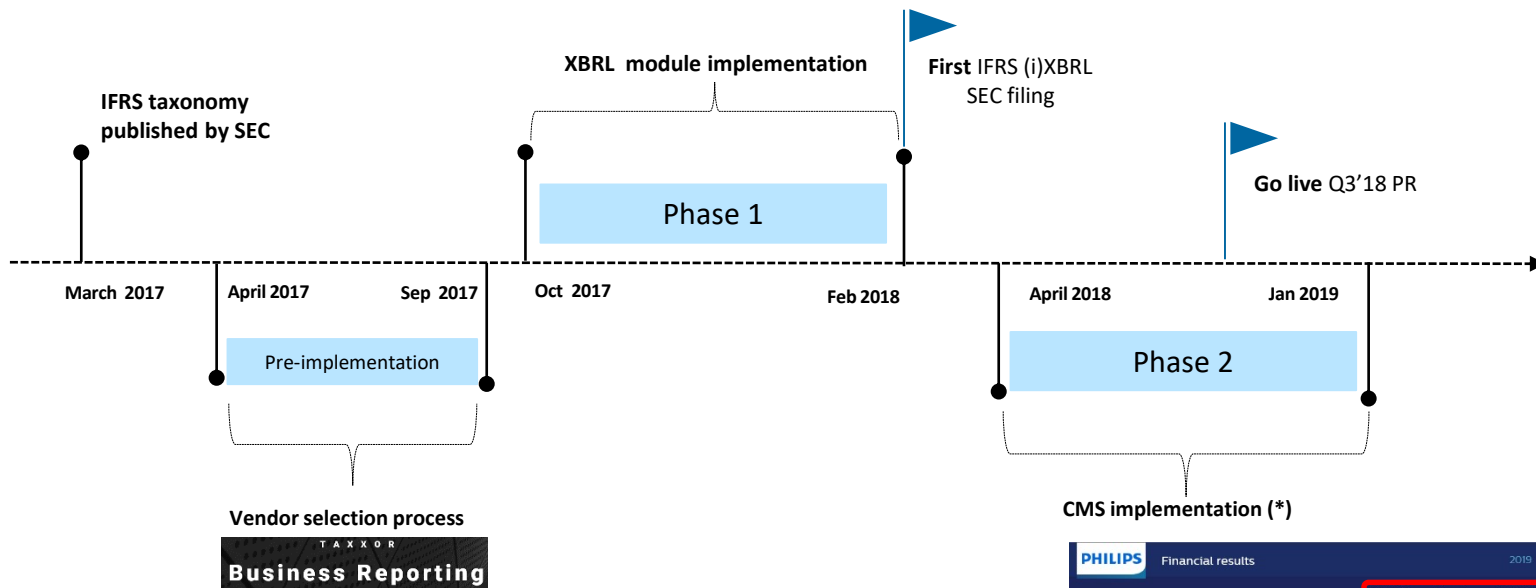 XBRL module implementation
First IFRS (i)XBRL
SEC filing
IFRS taxonomy
published by SEC
Go live Q3'18 PR
Phase 1
March 2017
April 2017
Sep 2017
Oct 2017
Feb 2018
April 2018
Jan 2019
Pre-implementation
Phase 2
Vendor selection process
CMS implementation (*)
TAXXOR
Business Reporting
PHILIPS Financial results 2019